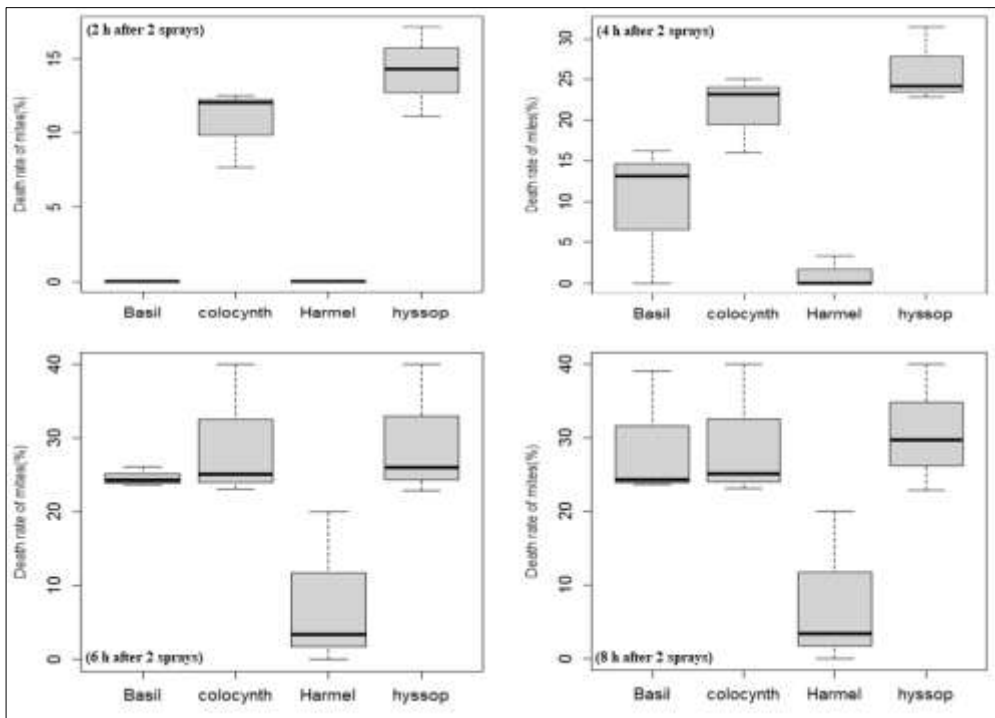 (2 h after 2 sprays)
Death rate of mites(%)
15
10
5
0
Basil colocynth Harmel hyssop
(4 h after 2 sprays)
Death rate of mites(%)
30
25
20
15
10
5
0
Basil colocynth Harmel hyssop
Death rate of mites(%)
40
30
20
10
0
(6 h after 2 sprays)
Basil colocynth Harmel hyssop
Death rate of mites(%)
40
30
20
10
0
(8 h after 2 sprays)
Basil colocynth Harmel hyssop